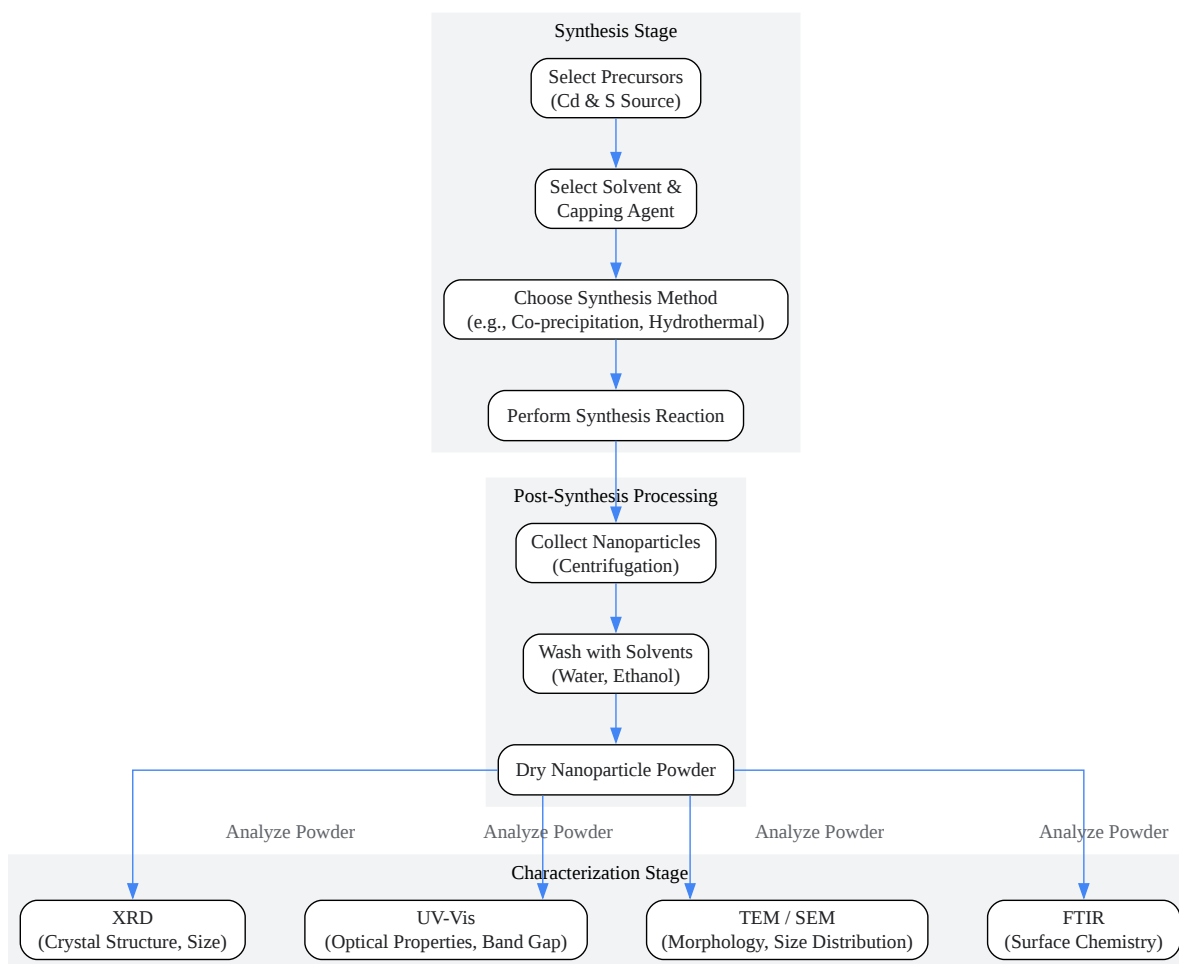 Synthesis Stage
Select Precursors
(Cd & S Source)
Select Solvent &
Capping Agent
Choose Synthesis Method
(e.g., Co-precipitation, Hydrothermal)
Perform Synthesis Reaction
Post-Synthesis Processing
Collect Nanoparticles
(Centrifugation)
Wash with Solvents
(Water, Ethanol)
Dry Nanoparticle Powder
Analyze Powder
Analyze Powder
Analyze Powder
Analyze Powder
Characterization Stage
XRD
(Crystal Structure, Size)
UV-Vis
(Optical Properties, Band Gap)
TEM / SEM
(Morphology, Size Distribution)
FTIR
(Surface Chemistry)